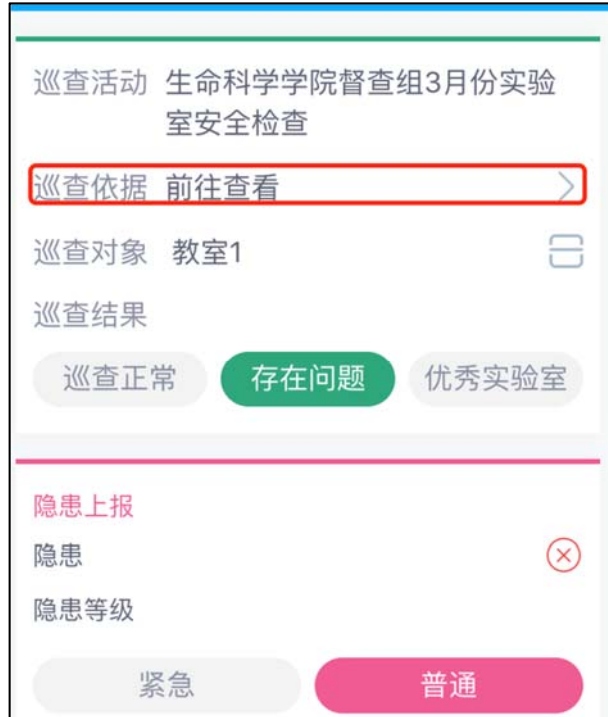 巡查活动 生命科学学院督查组3月份实验
室安全检查
巡查依据 前往查看
巡查对象 教室1
巡查结果
巡查正常 存在问题 优秀实验室
隐患上报
隐患
隐患等级
紧急 普通